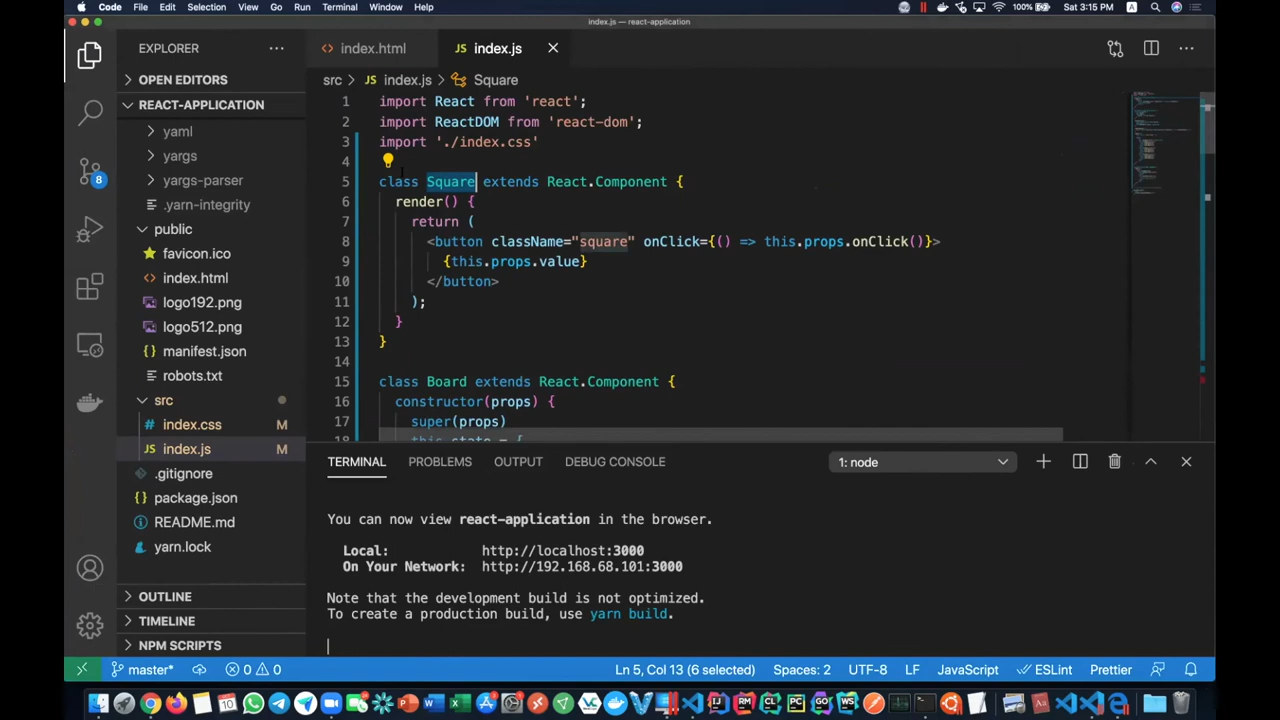 Code File Edit Selection View Go Run Terminal Window Help 100% Sat 3:15 PM A
index.js — react-application
EXPLORER
index.html
index.js
OPEN EDITORS
REACT-APPLICATION
yaml
yargs
yargs-parser
.yarn-integrity
public
favicon.ico
index.html
logo192.png
logo512.png
manifest.json
robots.txt
src
index.css M
index.js M
.gitignore
package.json
README.md
yarn.lock
OUTLINE
TIMELINE
NPM SCRIPTS
8
src > JS index.js > Square
1 import React from 'react';
2 import ReactDOM from 'react-dom';
3 import './index.css'
4
5 class Square extends React.Component {
6 render() {
7 return (
8 <button className="square" onClick={() => this.props.onClick()}>
9 {this.props.value}
10 </button>
11 );
12 }
13 }
14
15 class Board extends React.Component {
16 constructor(props) {
17 super(props)
18 this.state = {
TERMINAL PROBLEMS OUTPUT DEBUG CONSOLE 1: node
You can now view react-application in the browser.
Local: http://localhost:3000
On Your Network: http://192.168.68.101:3000
Note that the development build is not optimized.
To create a production build, use yarn build.
master* 0 0 Ln 5, Col 13 (6 selected) Spaces: 2 UTF-8 LF JavaScript ESLint Prettier